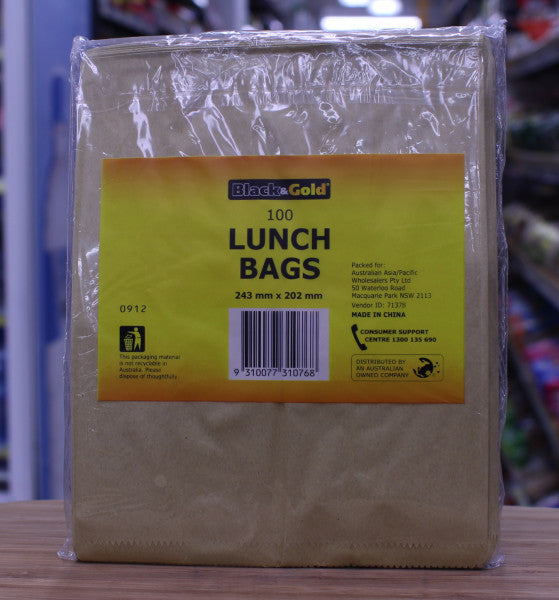 Black&Gold®
100
LUNCH
BAGS
243 mm x 202 mm
0912
This packaging material
is not recyclable in
Australia. Please
dispose of thoughtfully.
9 310077 310768
Packed for:
Australian Asia/Pacific
Wholesalers Pty Ltd
50 Waterloo Road
Macquarie Park NSW 2113
Vendor ID: 71375
MADE IN CHINA
CONSUMER SUPPORT
CENTRE 1300 135 690
DISTRIBUTED BY
AN AUSTRALIAN
OWNED COMPANY